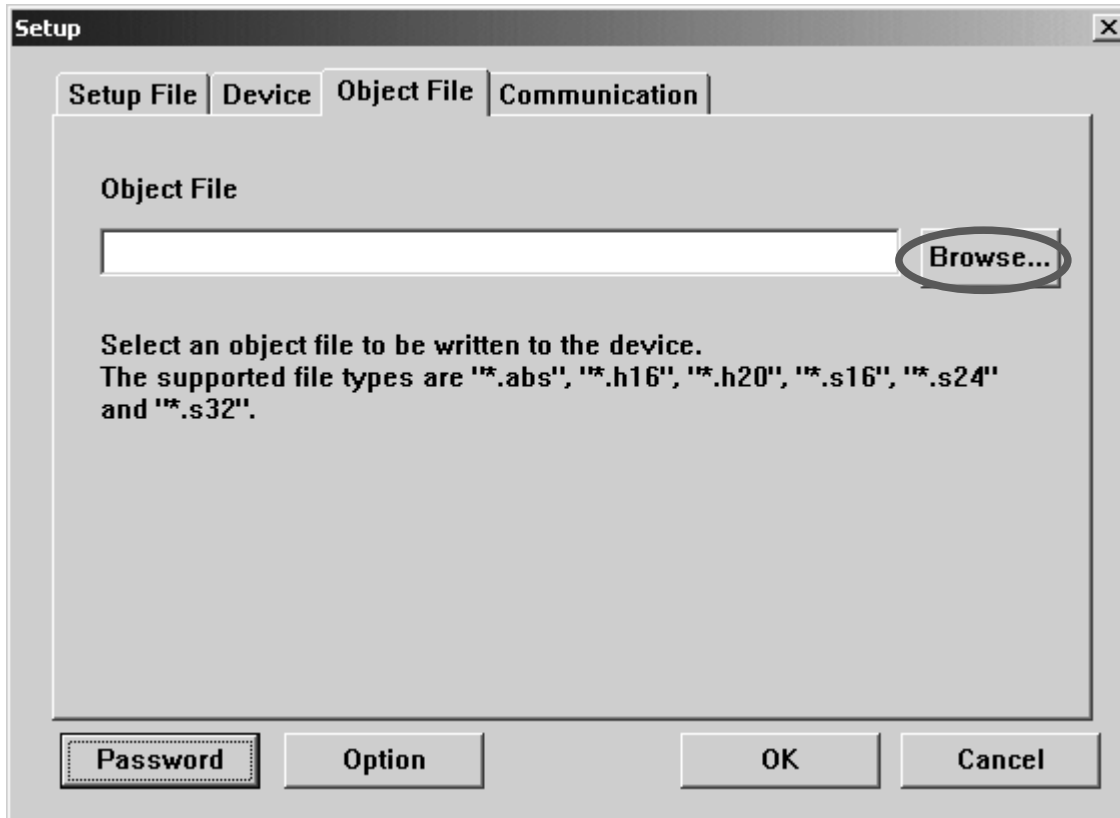 Setup
Setup File Device Object File Communication
Object File
Browse...
Select an object file to be written to the device.
The supported file types are "*.abs", "*.h16", "*.h20", "*.s16", "*.s24"
and "*.s32".
Password Option OK Cancel